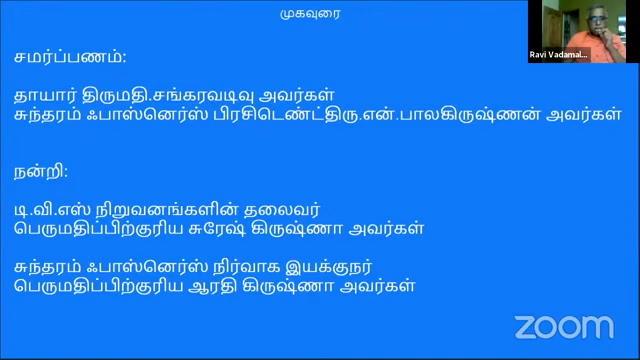 முகவுரை
Ravi Vadamal...
சமர்ப்பணம்:
தாயார் திருமதி.சங்கரவடிவு அவர்கள்
சுந்தரம் ஃபாஸ்னெர்ஸ் பிரசிடெண்ட்திரு.என்.பாலகிருஷ்ணன் அவர்கள்
நன்றி:
டி.வி.எஸ் நிறுவனங்களின் தலைவர்
பெருமதிப்பிற்குரிய சுரேஷ் கிருஷ்ணா அவர்கள்
சுந்தரம் ஃபாஸ்னெர்ஸ் நிர்வாக இயக்குநர்
பெருமதிப்பிற்குரிய ஆரதி கிருஷ்ணா அவர்கள்
zoom